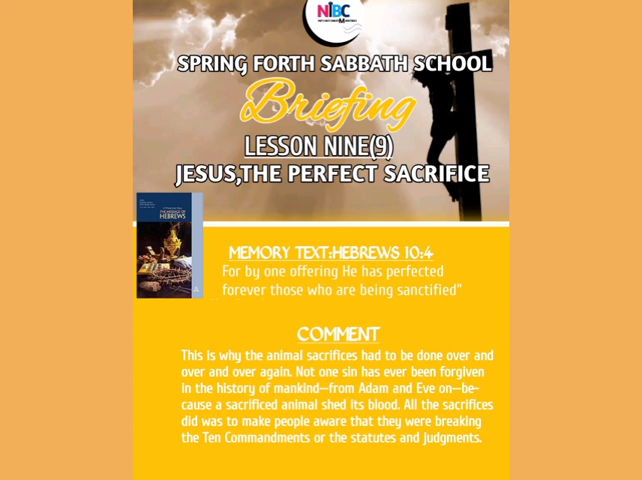 NIBC
SPRING FORTH SABBATH SCHOOL
Briefing
LESSON NINE(9)
JESUS,THE PERFECT SACRIFICE
HEBREWS
MEMORY TEXT:HEBREWS 10:4
For by one offering He has perfected
forever those who are being sanctified"
COMMENT
This is why the animal sacrifices had to be done over and
over and over again. Not one sin has ever been forgiven
in the history of mankind—from Adam and Eve on—be-
cause a sacrificed animal shed its blood. All the sacrifices
did was to make people aware that they were breaking
the Ten Commandments or the statutes and judgments.